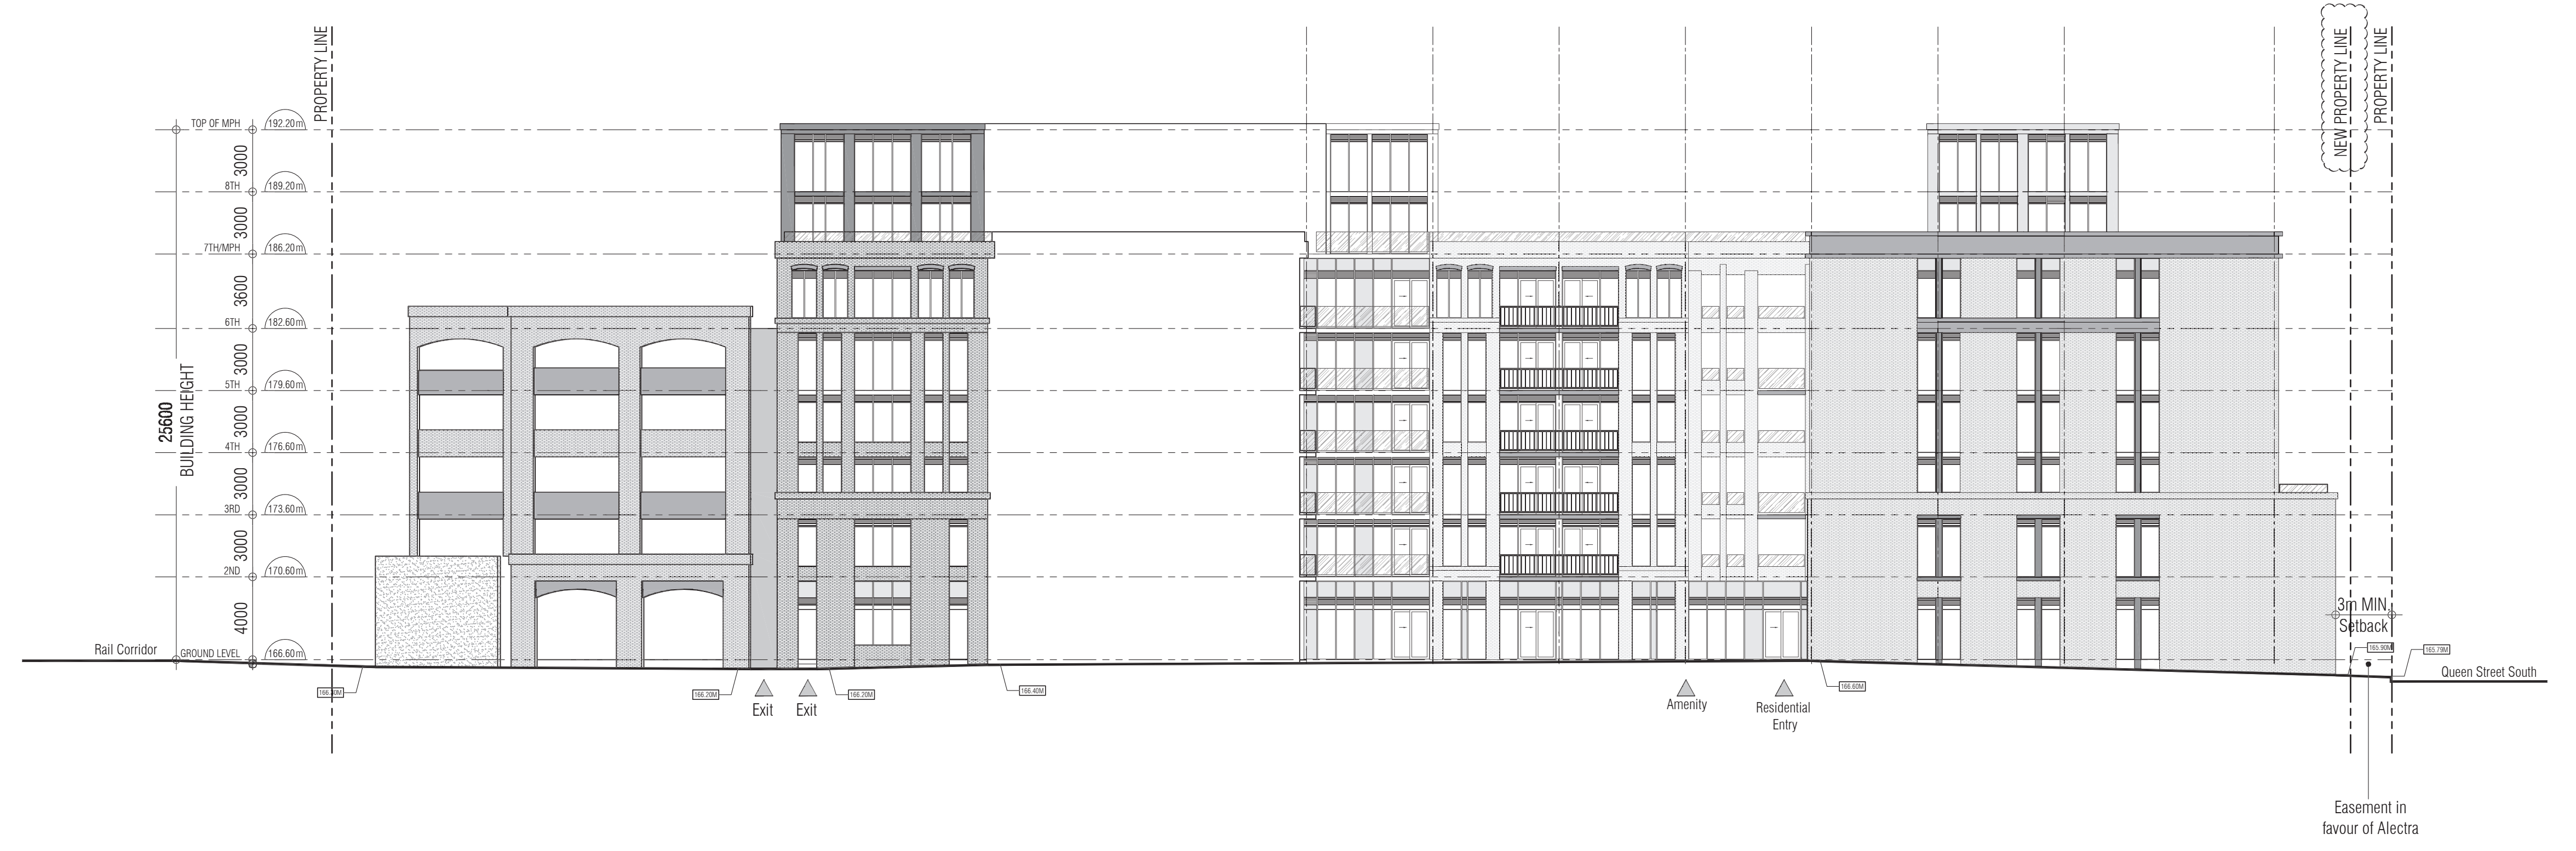 PROPERTY LINE
NEW PROPERTY LINE
PROPERTY LINE
TOP OF MPH 192.20m
3000
8TH 189.20m
3000
7TH/MPH 186.20m
3600
6TH 182.60m
3000
5TH 179.60m
3000
4TH 176.60m
3000
3RD 173.60m
3000
2ND 170.60m
4000
GROUND LEVEL 166.60m
25600
BUILDING HEIGHT
Rail Corridor
3m MIN.
Setback
165.90M
165.79M
Queen Street South
166.20M
166.20M
166.40M
166.60M
Exit
Exit
Amenity
Residential
Entry
Easement in
favour of Alectra